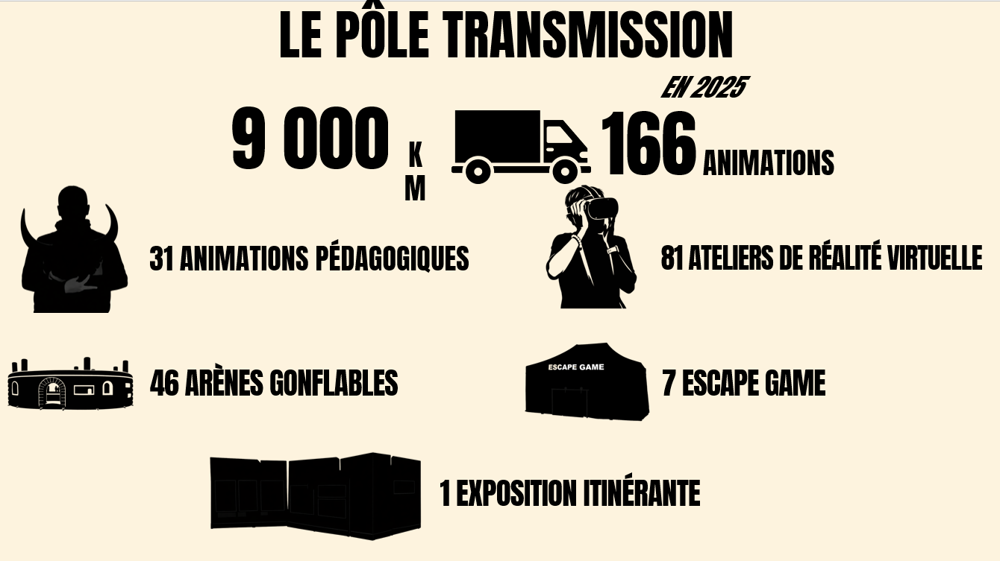 LE PÔLE TRANSMISSION
EN 2025
9 000 K
M
166 ANIMATIONS
31 ANIMATIONS PÉDAGOGIQUES
81 ATELIERS DE RÉALITÉ VIRTUELLE
46 ARÈNES GONFLABLES
ESCAPE GAME
7 ESCAPE GAME
1 EXPOSITION ITINÉRANTE